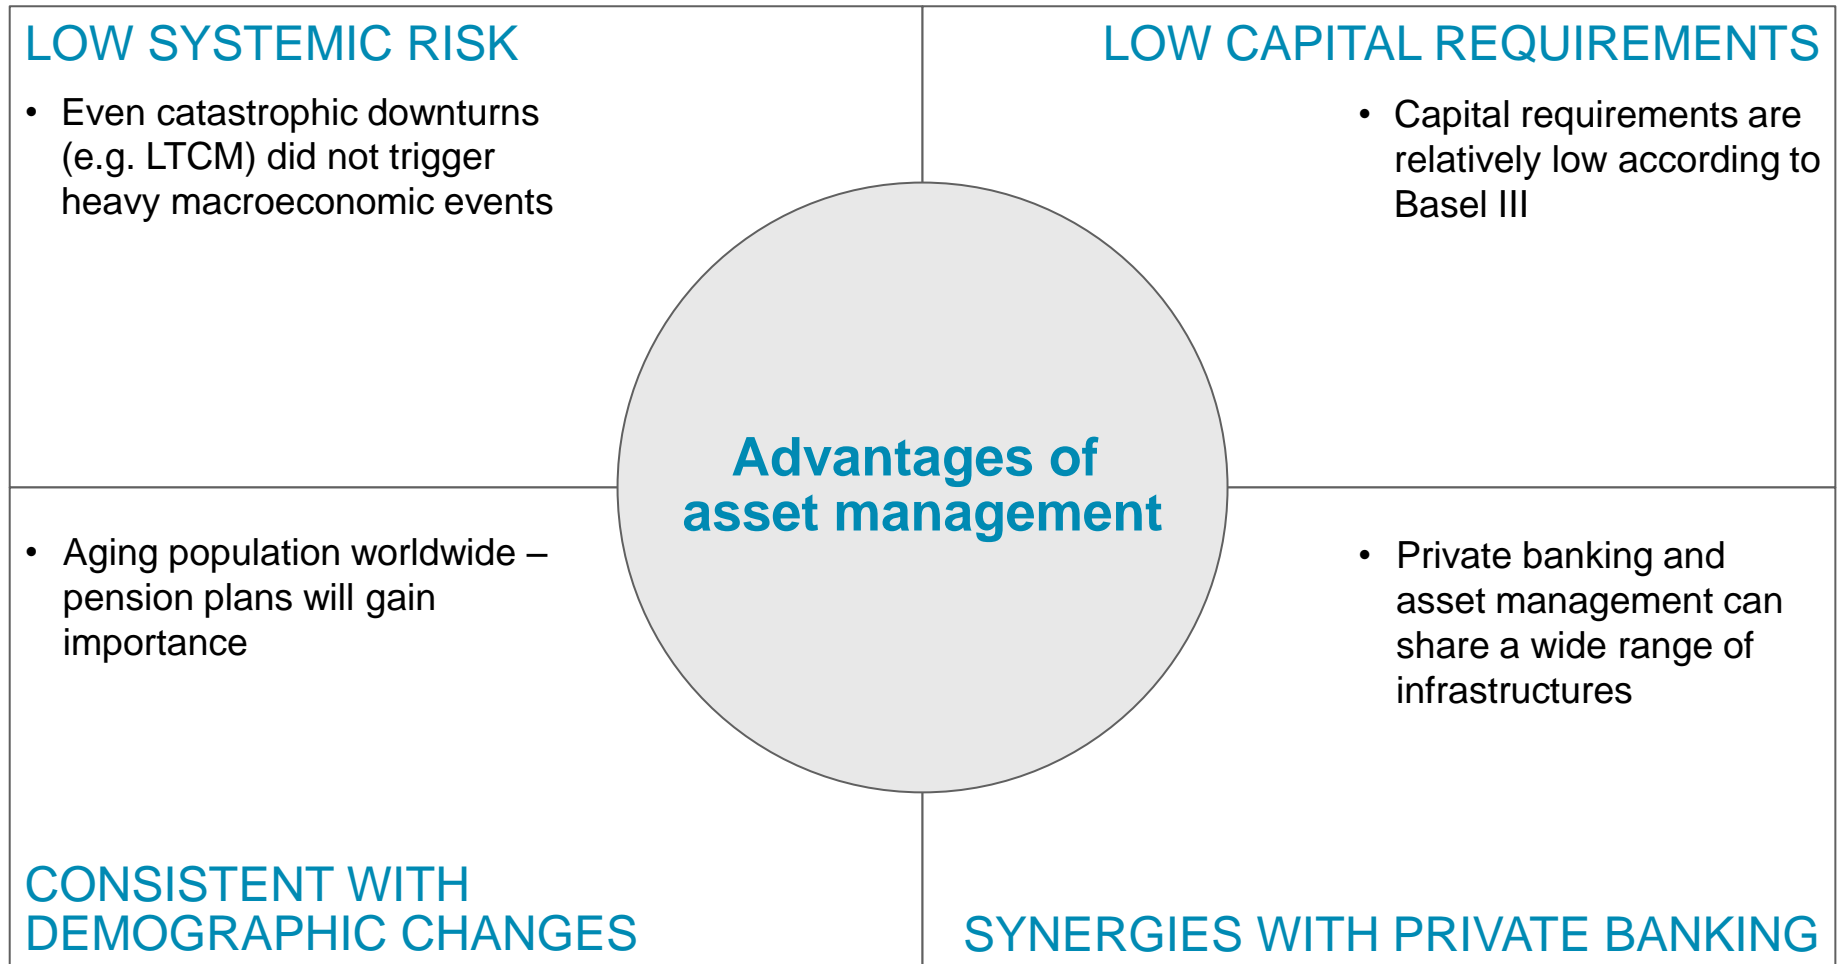 LOW SYSTEMIC RISK
• Even catastrophic downturns
(e.g. LTCM) did not trigger
heavy macroeconomic events
LOW CAPITAL REQUIREMENTS
• Capital requirements are
relatively low according to
Basel III
Advantages of
asset management
• Aging population worldwide –
pension plans will gain
importance
CONSISTENT WITH
DEMOGRAPHIC CHANGES
• Private banking and
asset management can
share a wide range of
infrastructures
SYNERGIES WITH PRIVATE BANKING